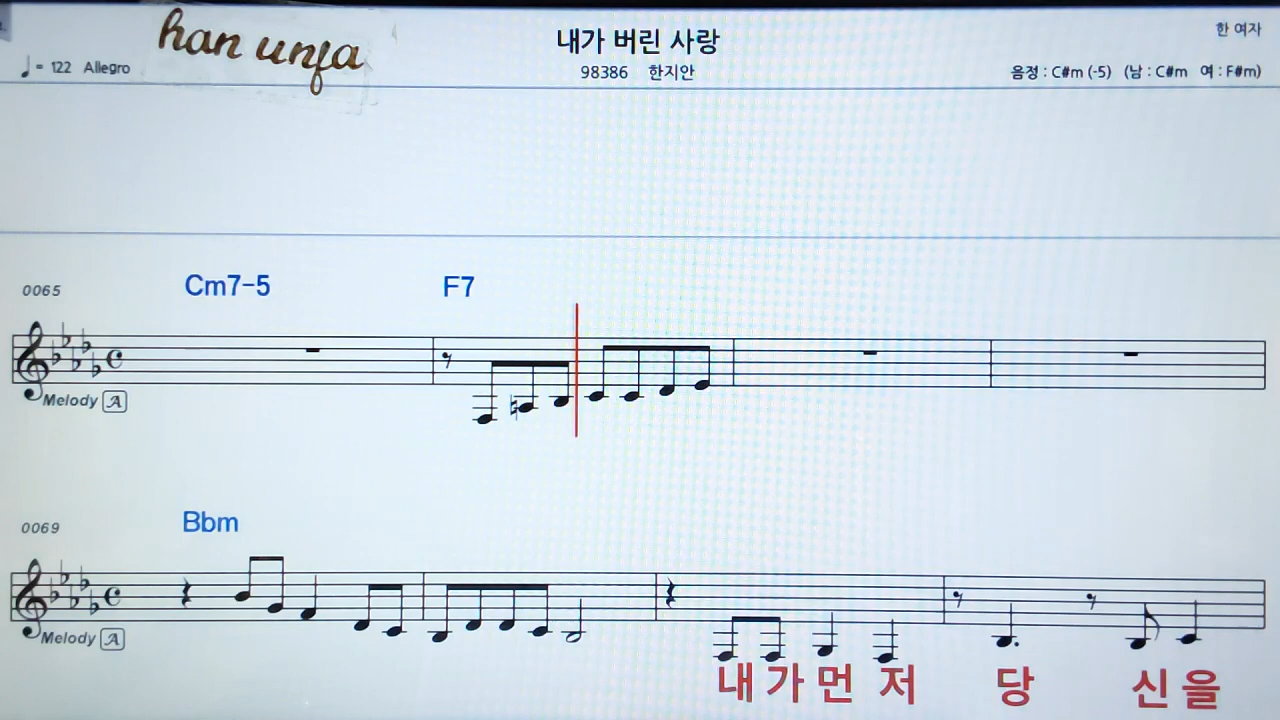 han unfa
내가 버린 사랑
한 여자
♩= 122 Allegro
98386 한지안
음정 : C#m (-5) (남 : C#m 여 : F#m)
0065
Cm7-5 F7
Melody A
0069
Bbm
Melody A
내가먼 저 당 신을